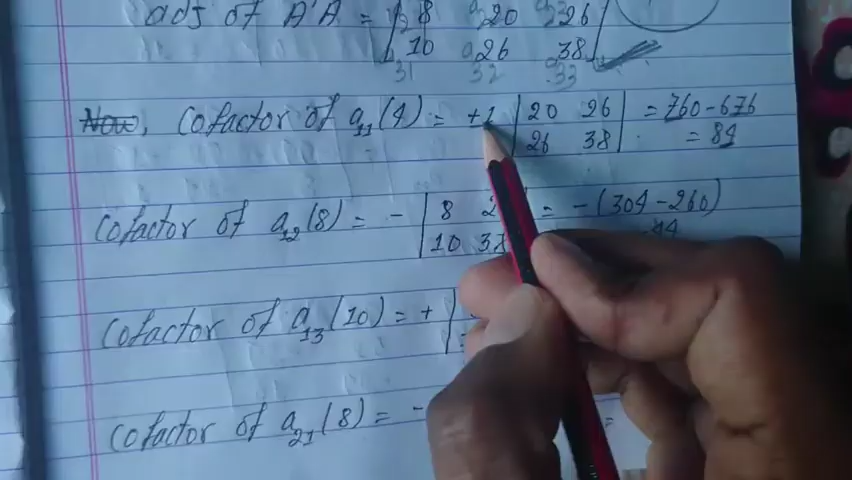 adj of A'A = 8 20 26
10 26 38
31 32 33
Now, Cofactor of a11(4) = +1 | 20 26 | = 760-676
26 38 = 84
Cofactor of a12(8) = - | 8 = -(304-260)
10 38
Cofactor of a13(10) = + |
Cofactor of a21(8) = - =